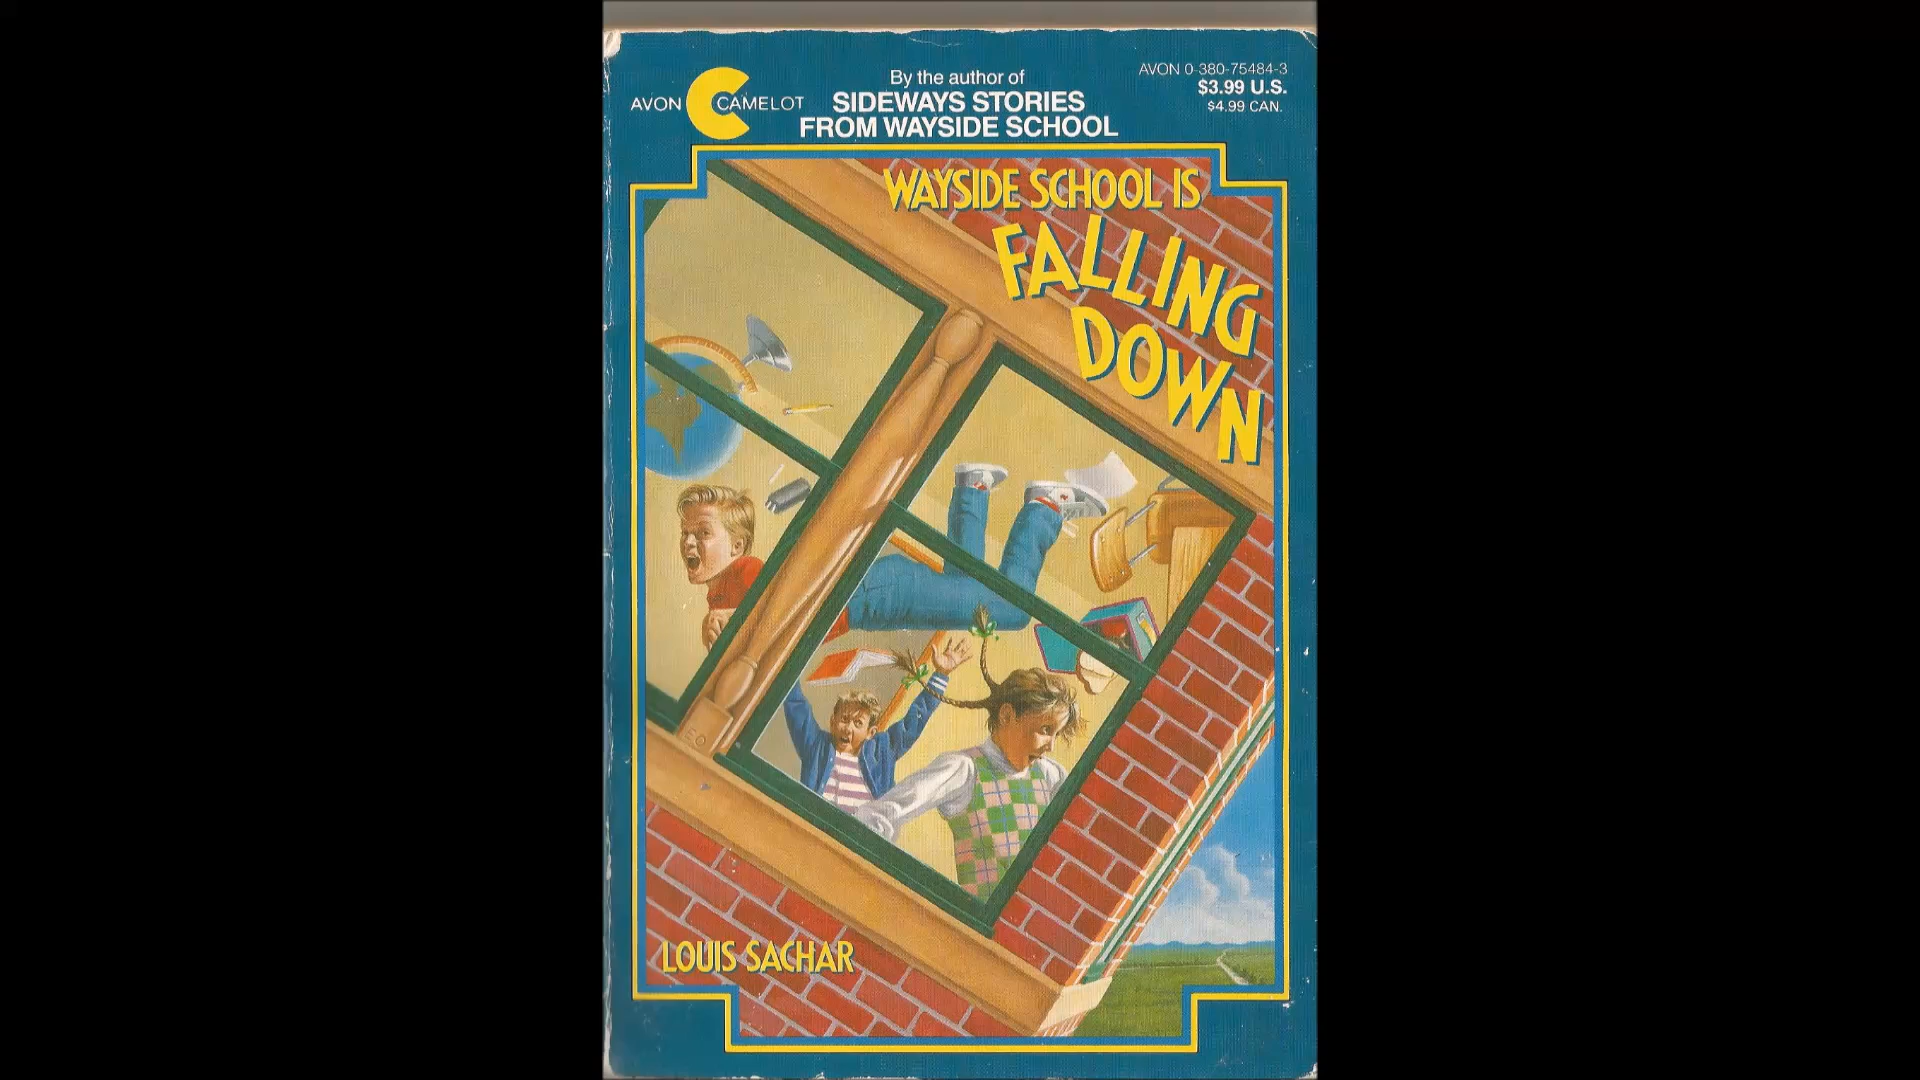 AVON CAMELOT
By the author of
SIDEWAYS STORIES
FROM WAYSIDE SCHOOL
AVON 0-380-75484-3
$3.99 U.S.
$4.99 CAN.
WAYSIDE SCHOOL IS
FALLING
DOWN
EO
LOUIS SACHAR